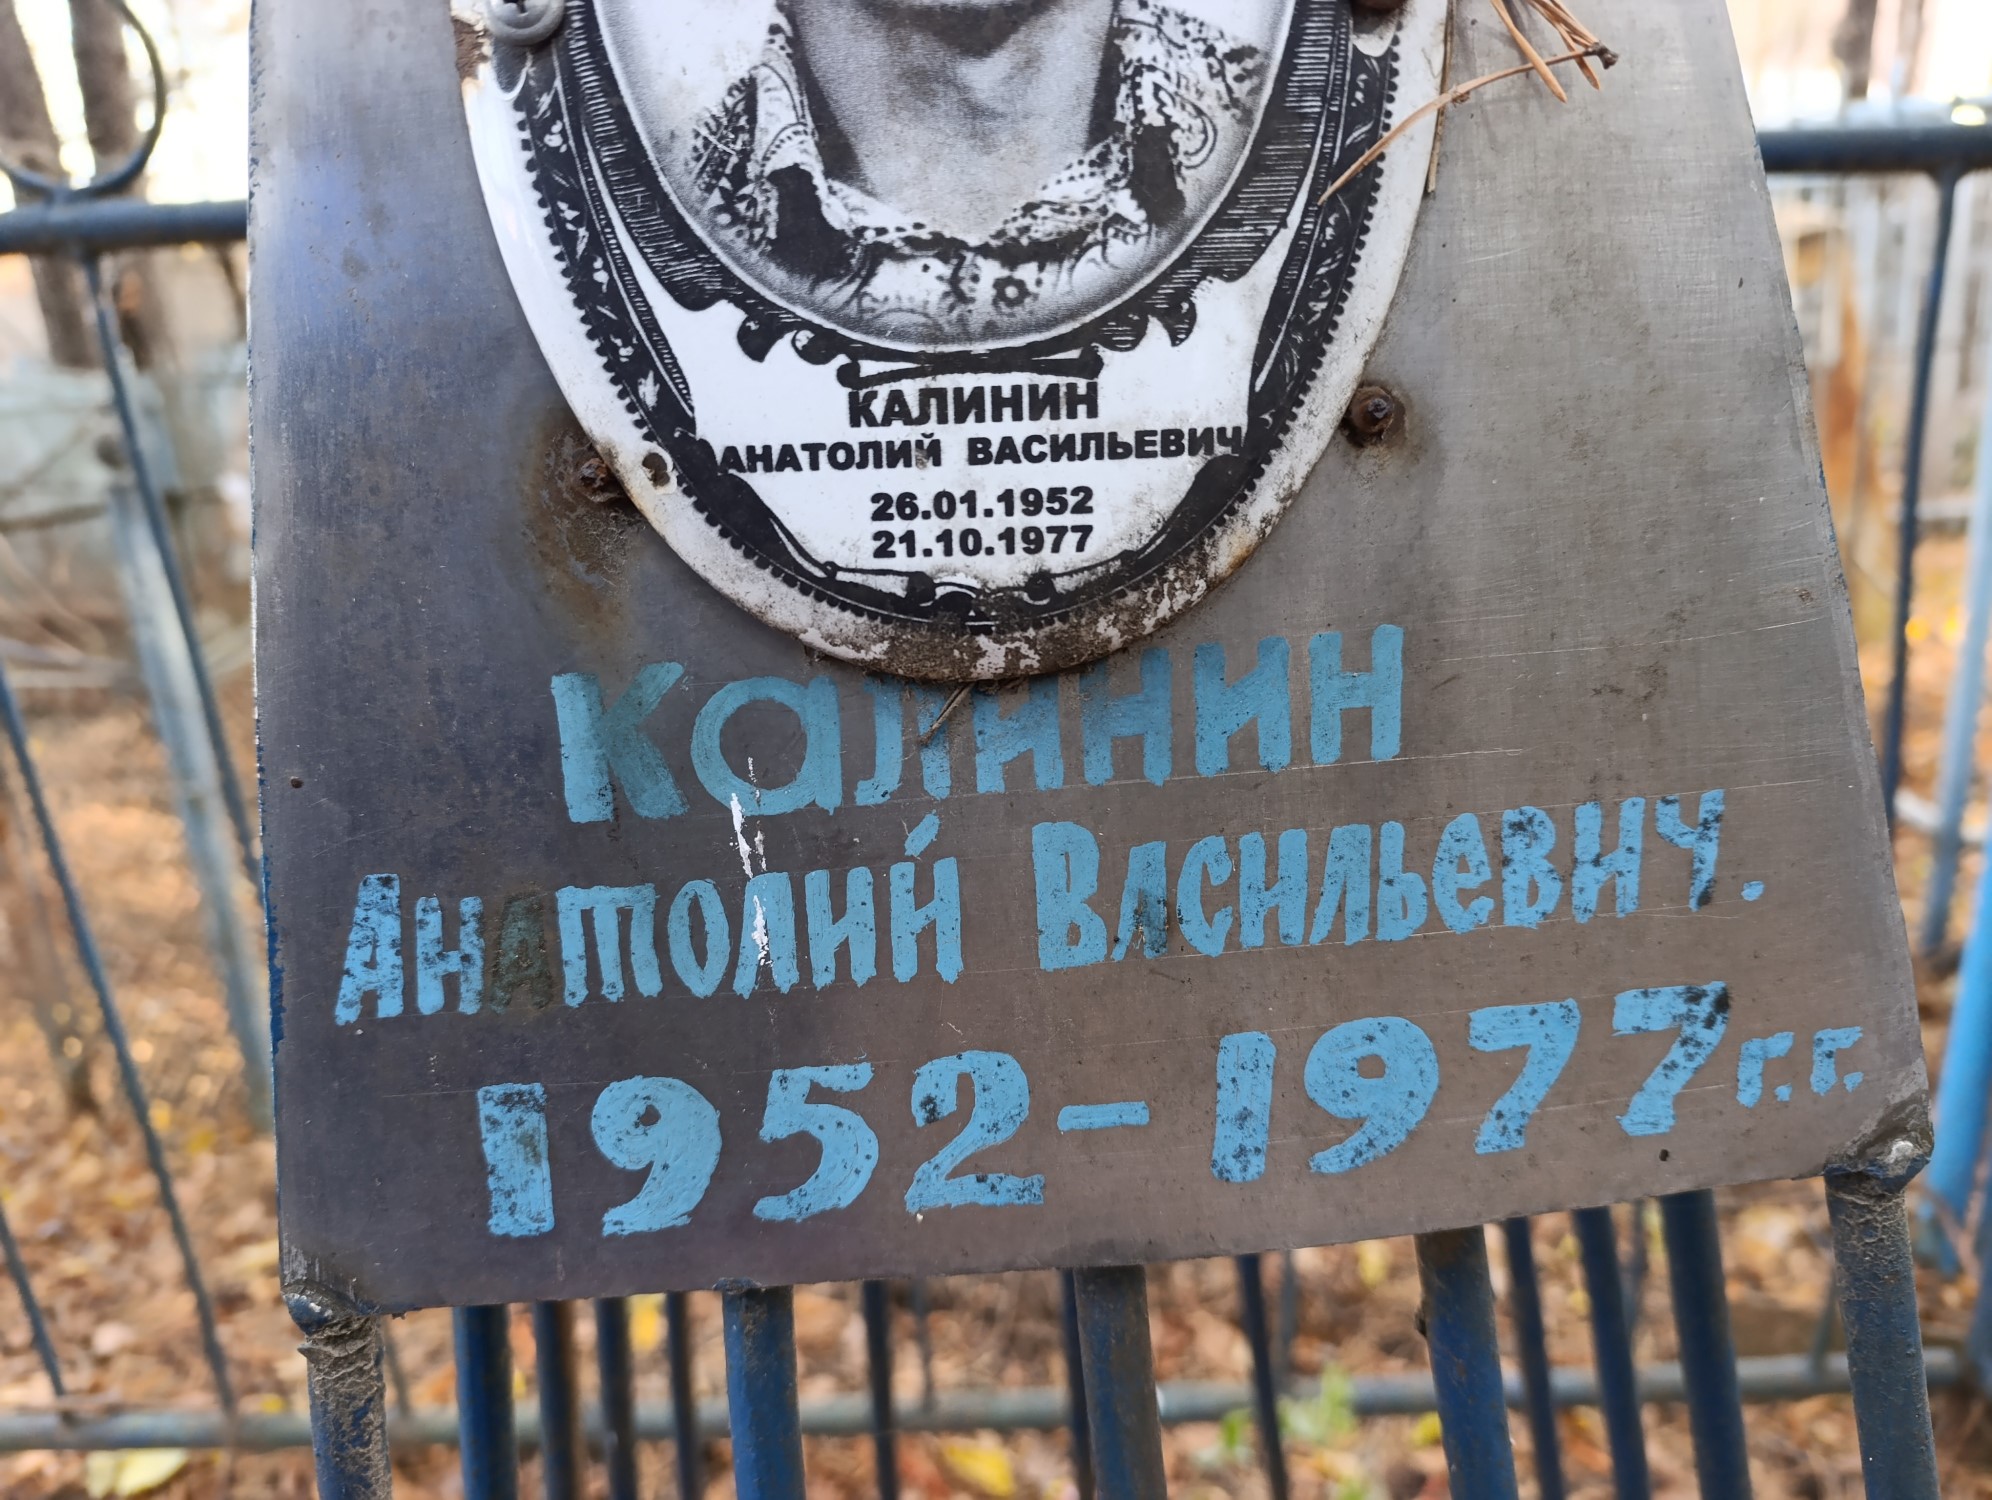 КАЛИНИН
АНАТОЛИЙ ВАСИЛЬЕВИЧ
26.01.1952
21.10.1977
Калинин
Анатолий Васильевич.
1952-1977г.г.